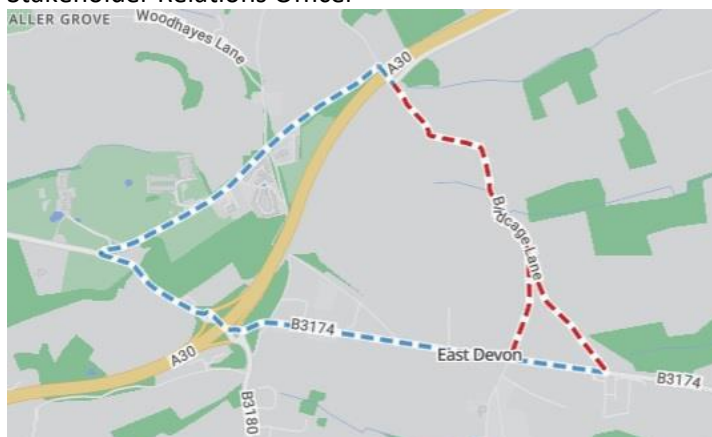 Stakeholder Relations Office.
ALLER GROVE
Woodhayes Lane
A30
Birdcage Lane
B3174
East Devon
A30
B3174
B3180